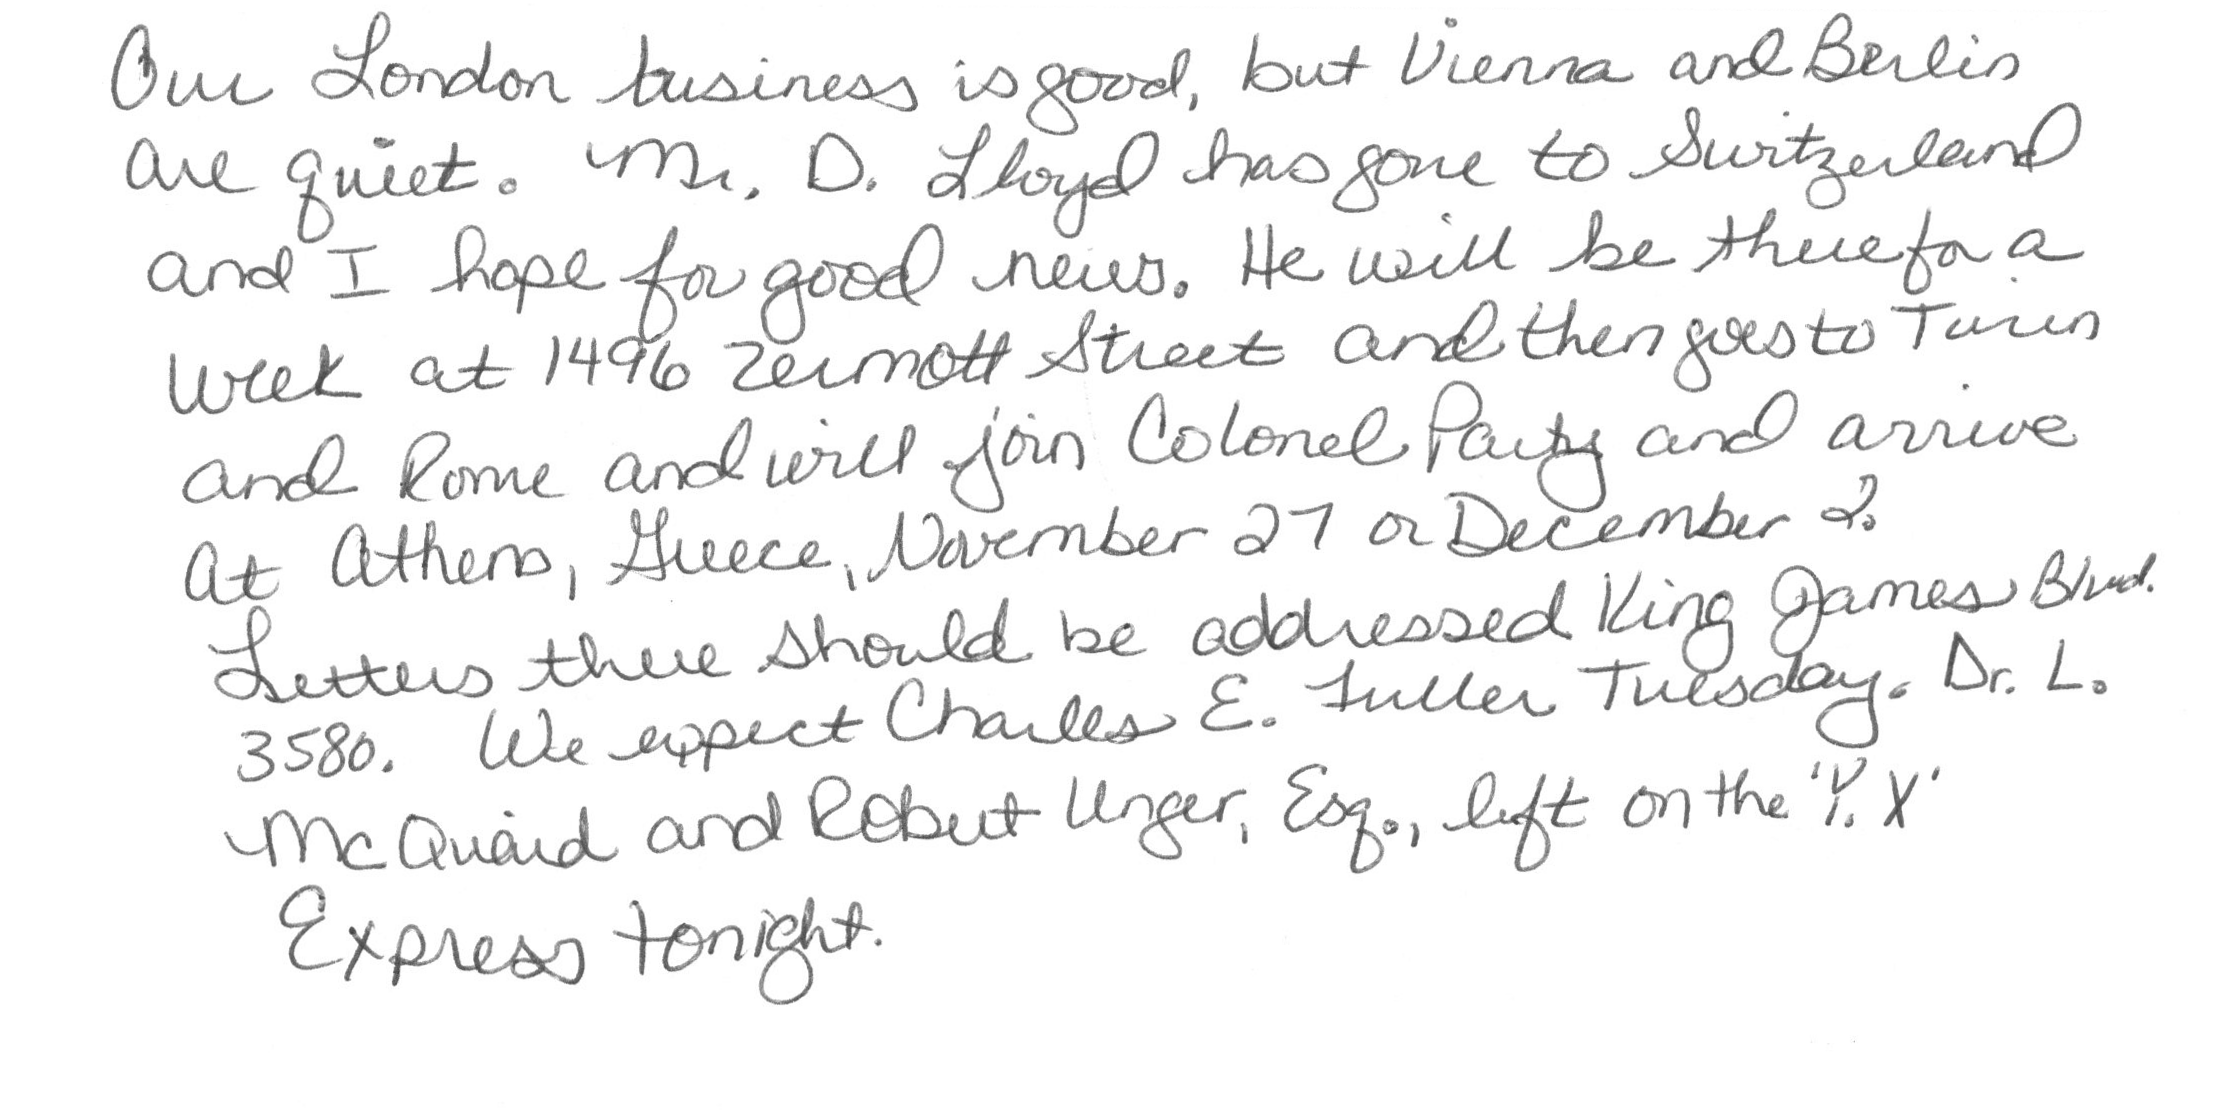 Our London business is good, but Vienna and Berlin
are quiet. Mr. D. Lloyd has gone to Switzerland
and I hope for good news. He will be there for a
week at 1496 Zermott Street and then goes to Turin
and Rome and will join Colonel Party and arrive
at Athens, Greece, November 27 or December 2.
Letters there should be addressed King James Blvd.
3580. We expect Charles E. Fuller Tuesday. Dr. L.
McQuaid and Robert Unger, Esq., left on the 'Y.X'
Express tonight.